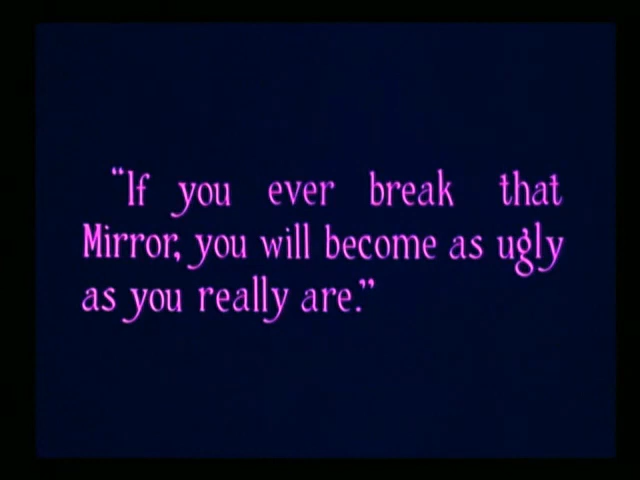 “If you ever break that
Mirror, you will become as ugly
as you really are.”